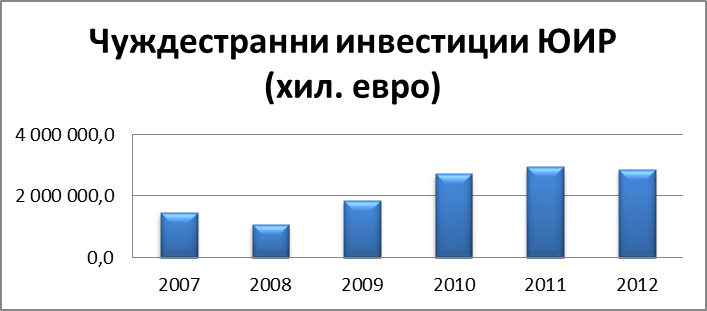 Чуждестранни инвестиции ЮИР
(хил. евро)
4 000 000,0
2 000 000,0
0,0
2007 2008 2009 2010 2011 2012